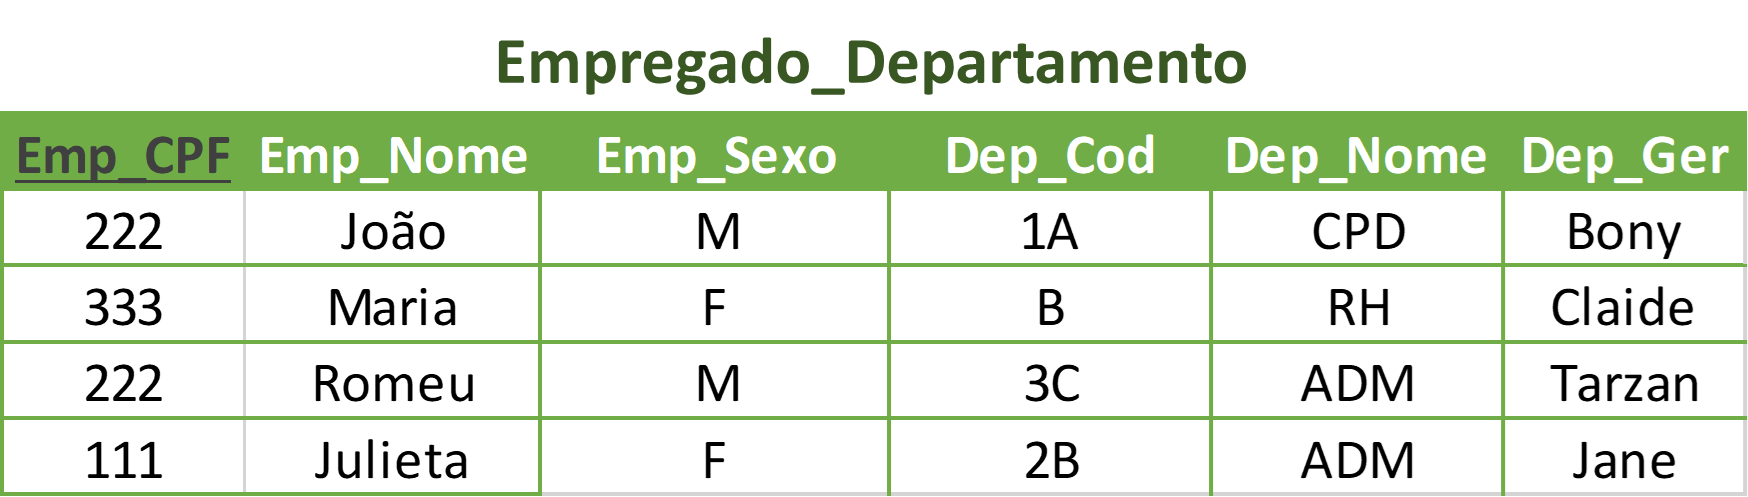 Empregado_Departamento
Emp_CPF Emp_Nome Emp_Sexo Dep_Cod Dep_Nome Dep_Ger
222 João M 1A CPD Bony
333 Maria F B RH Claide
222 Romeu M 3C ADM Tarzan
111 Julieta F 2B ADM Jane